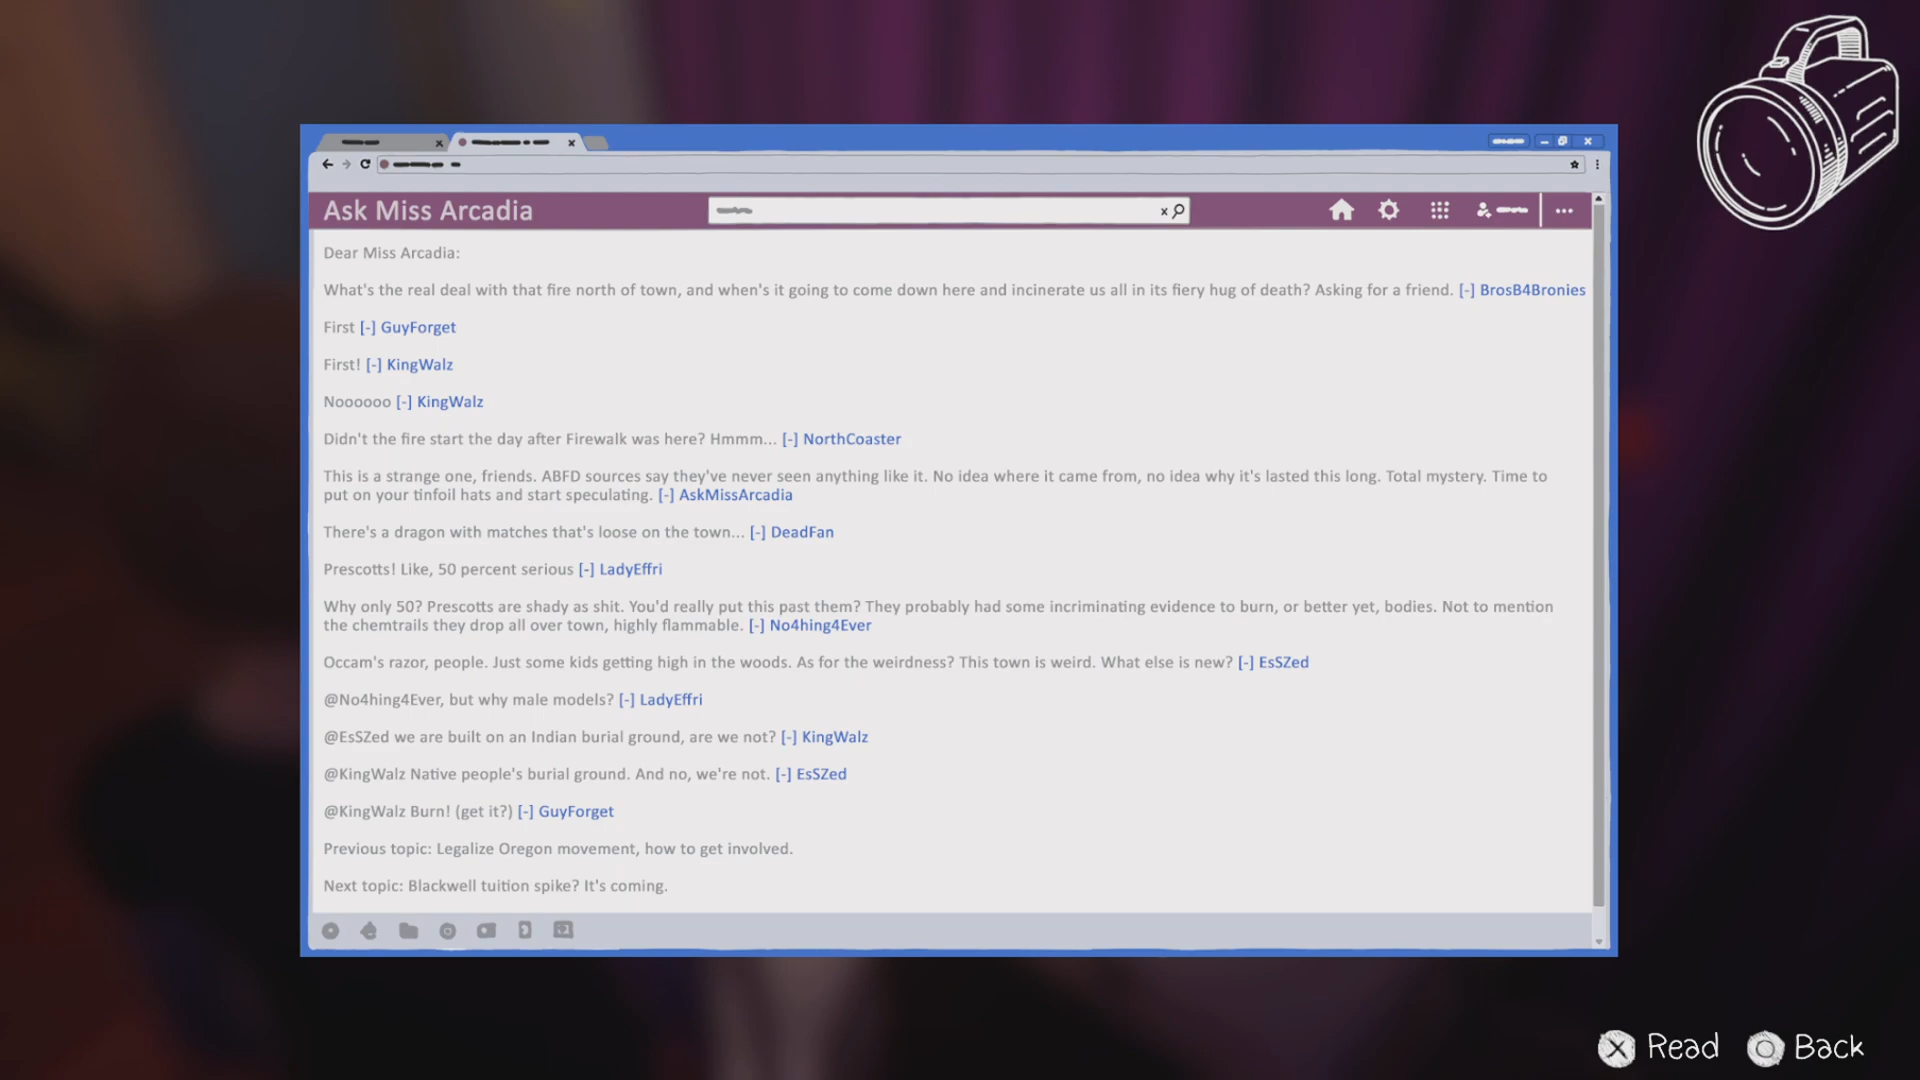 Ask Miss Arcadia
Dear Miss Arcadia:
What's the real deal with that fire north of town, and when's it going to come down here and incinerate us all in its fiery hug of death? Asking for a friend. [-] BrosB4Bronies
First [-] GuyForget
First! [-] KingWalz
Noooooo [-] KingWalz
Didn't the fire start the day after Firewalk was here? Hmmm... [-] NorthCoaster
This is a strange one, friends. ABFD sources say they've never seen anything like it. No idea where it came from, no idea why it's lasted this long. Total mystery. Time to
put on your tinfoil hats and start speculating. [-] AskMissArcadia
There's a dragon with matches that's loose on the town... [-] DeadFan
Prescotts! Like, 50 percent serious [-] LadyEffri
Why only 50? Prescotts are shady as shit. You'd really put this past them? They probably had some incriminating evidence to burn, or better yet, bodies. Not to mention
the chemtrails they drop all over town, highly flammable. [-] No4hing4Ever
Occam's razor, people. Just some kids getting high in the woods. As for the weirdness? This town is weird. What else is new? [-] EsSZed
@No4hing4Ever, but why male models? [-] LadyEffri
@EsSZed we are built on an Indian burial ground, are we not? [-] KingWalz
@KingWalz Native people's burial ground. And no, we're not. [-] EsSZed
@KingWalz Burn! (get it?) [-] GuyForget
Previous topic: Legalize Oregon movement, how to get involved.
Next topic: Blackwell tuition spike? It's coming.
Read Back